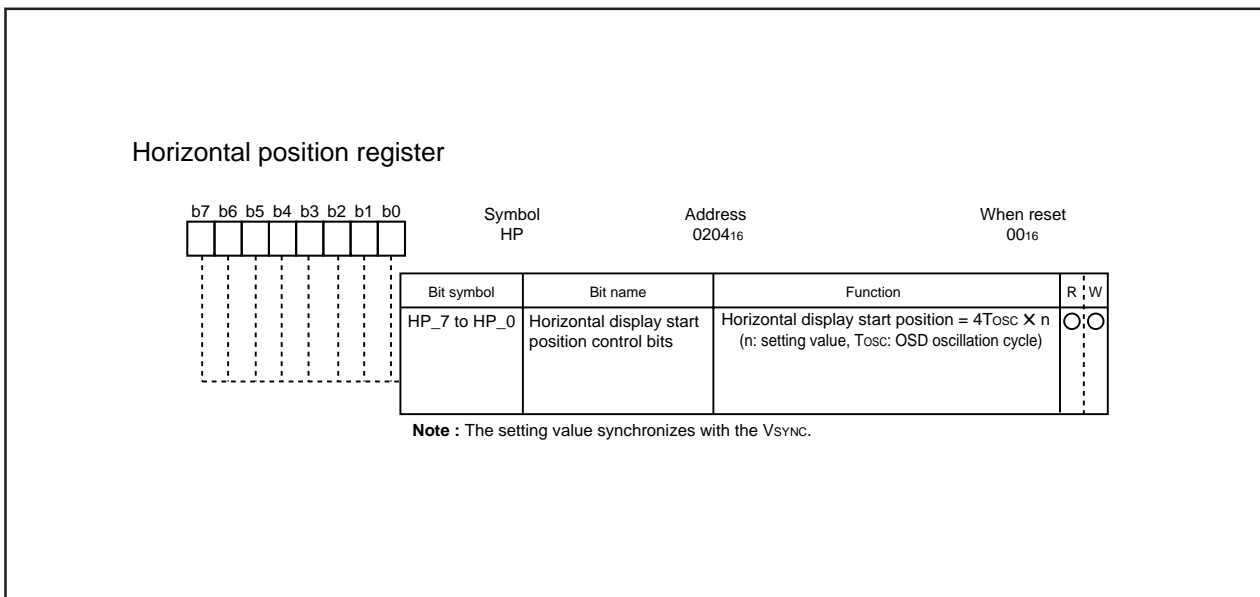 Horizontal position register
b7 b6 b5 b4 b3 b2 b1 b0
Symbol Address When reset
HP 020416 0016
Bit symbol Bit name Function R W
HP_7 to HP_0 Horizontal display start position control bits Horizontal display start position = 4Tosc X n (n: setting value, Tosc: OSD oscillation cycle) O O
Note : The setting value synchronizes with the VSYNC.